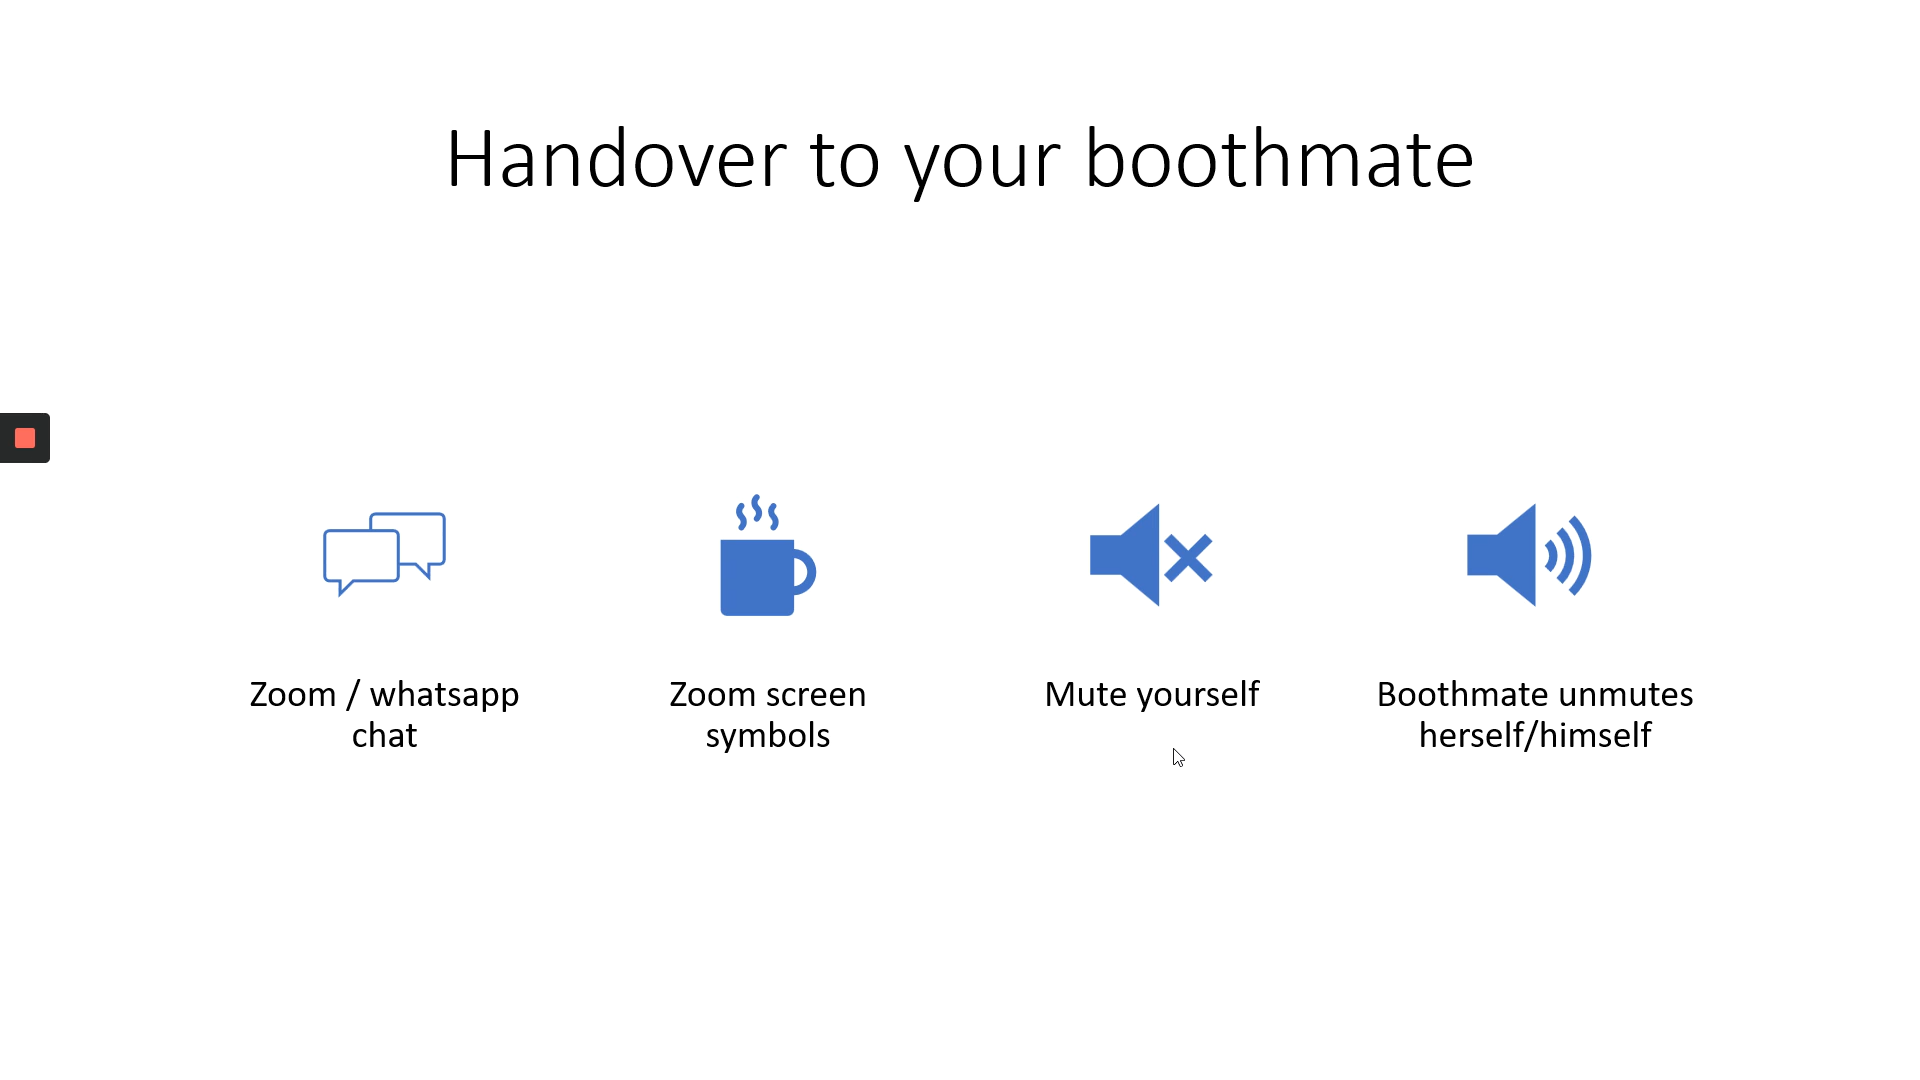 Handover to your boothmate
Zoom / whatsapp
chat
Zoom screen
symbols
Mute yourself
Boothmate unmutes
herself/himself